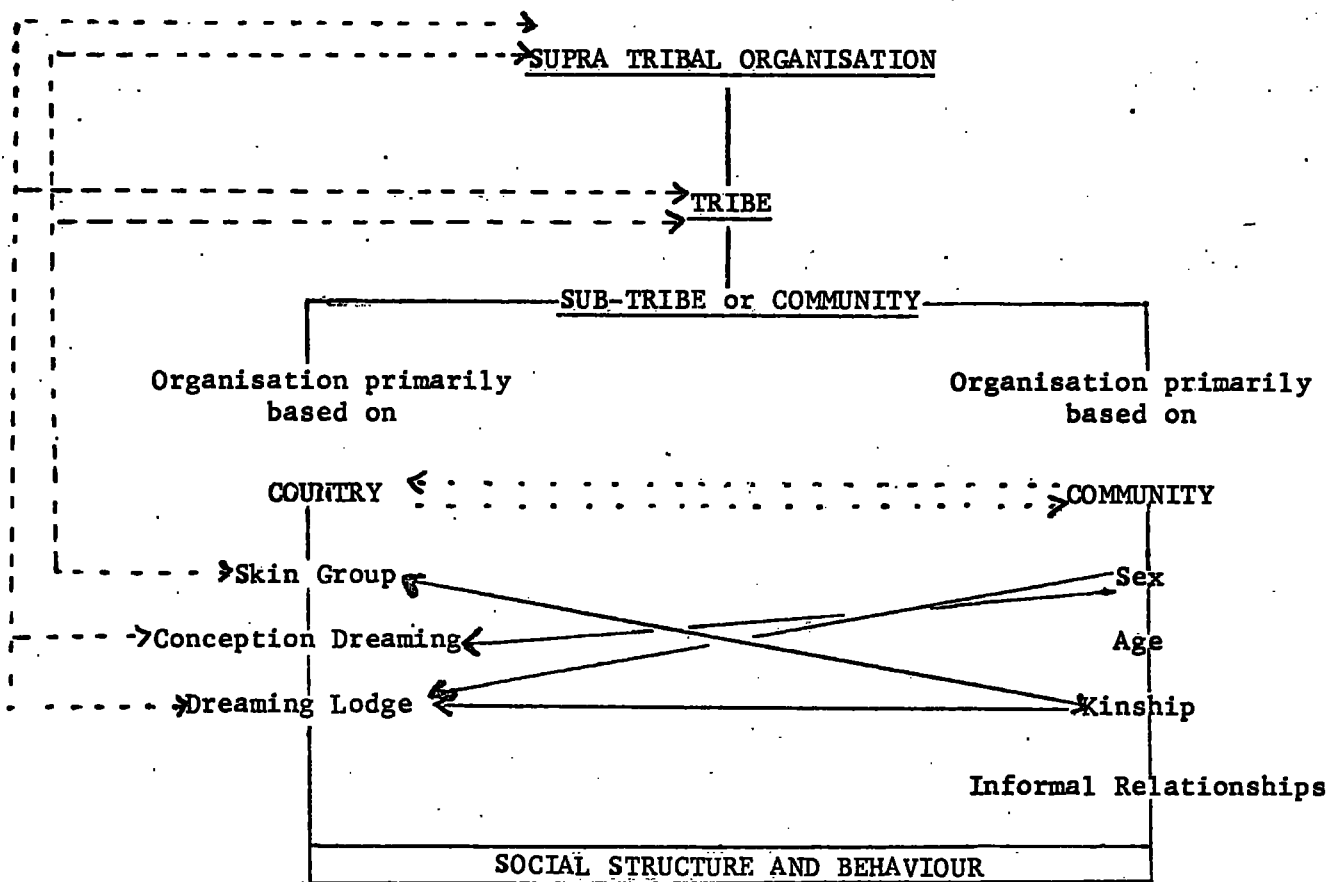 SUPRA TRIBAL ORGANISATION
TRIBE
SUB-TRIBE or COMMUNITY
Organisation primarily
based on
Organisation primarily
based on
COUNTRY
COMMUNITY
Skin Group
Sex
Conception Dreaming
Age
Dreaming Lodge
Kinship
Informal Relationships
SOCIAL STRUCTURE AND BEHAVIOUR